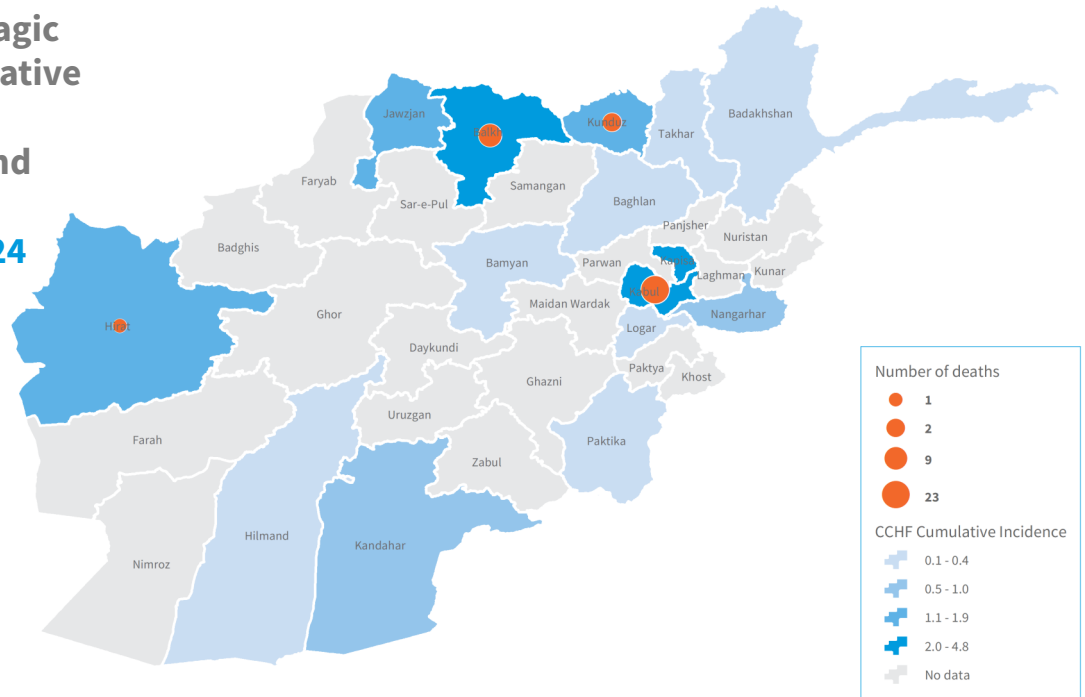 agic
ative
nd
24
Badakhshan
Jawzjan
Balkh
Kunduz
Takhar
Faryab
Samangan
Sar-e-Pul
Baghlan
Panjsher
Nuristan
Badghis
Bamyan
Parwan
Laghman
Kunar
Kabul
Maidan Wardak
Nangarhar
Ghor
Hirat
Logar
Daykundi
Paktya
Khost
Ghazni
Uruzgan
Farah
Paktika
Zabul
Hilmand
Kandahar
Nimroz
Number of deaths
1
2
9
23
CCHF Cumulative Incidence
0.1 - 0.4
0.5 - 1.0
1.1 - 1.9
2.0 - 4.8
No data